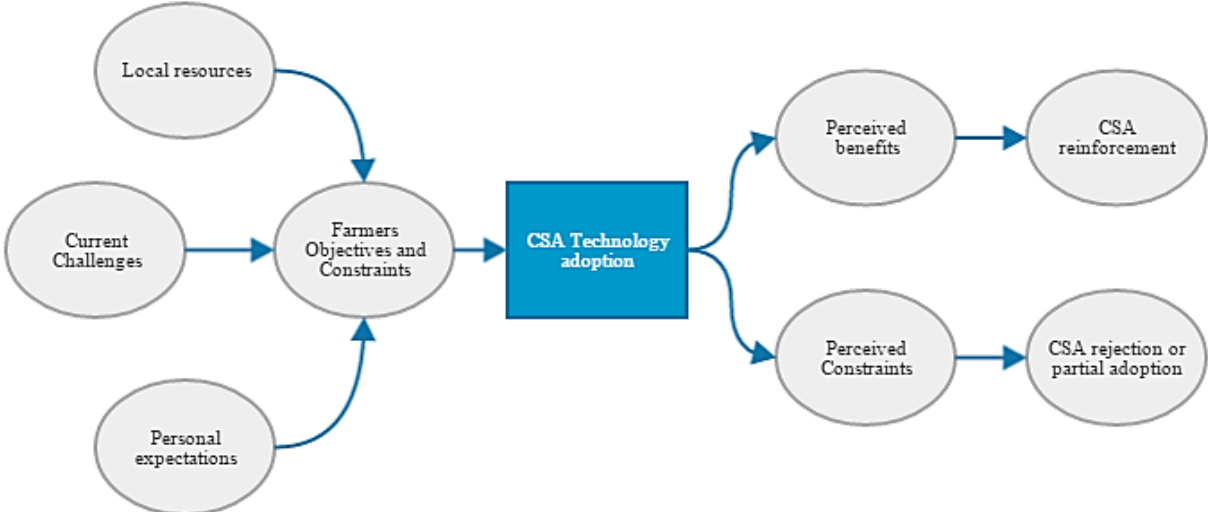 Local resources
Current
Challenges
Personal
expectations
Farmers
Objectives and
Constraints
CSA Technology
adoption
Perceived
benefits
CSA
reinforcement
Perceived
Constraints
CSA rejection or
partial adoption